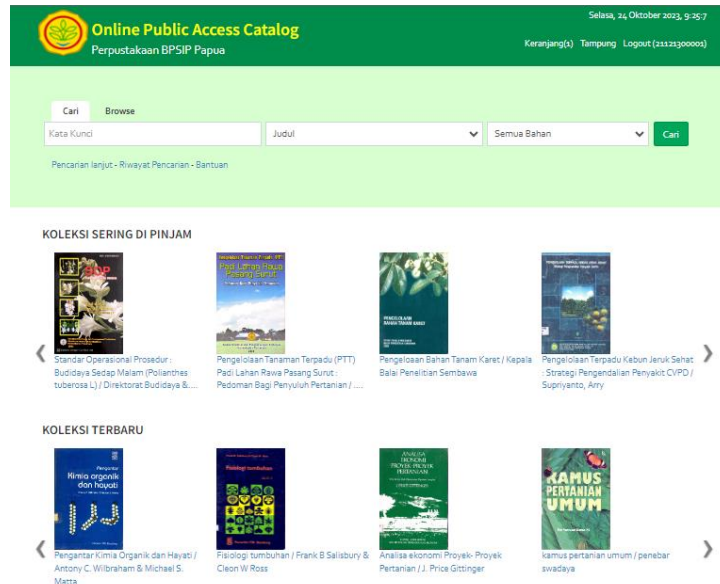 Selasa, 24 Oktober 2023, 9:25:7
Online Public Access Catalog
Perpustakaan BPSIP Papua
Keranjang(1) Tampung Logout (21121300001)
Cari Browse
Kata Kunci Judul Semua Bahan Cari
Pencarian lanjut - Riwayat Pencarian - Bantuan
KOLEKSI SERING DI PINJAM
SOP
Padi Lahan Rawa
Pasang Surut
PENGELOLAAN
BAHAN TANAM KARET
Standar Operasional Prosedur :
Budidaya Sedap Malam (Polianthes
tuberosa L) / Direktorat Budidaya &....
Pengelolaan Tanaman Terpadu (PTT)
Padi Lahan Rawa Pasang Surut :
Pedoman Bagi Penyuluh Pertanian / ....
Pengeloaan Bahan Tanam Karet / Kepala
Balai Penelitian Sembawa
Pengelolaan Terpadu Kebun Jeruk Sehat
: Strategi Pengendalian Penyakit CVPD /
Supriyanto, Arry
KOLEKSI TERBARU
Pengantar
Kimia organik
dan hayati
Fisiologi tumbuhan
ANALISA
EKONOMI
PROYEK-PROYEK
PERTANIAN
KAMUS
PERTANIAN
UMUM
Pengantar Kimia Organik dan Hayati /
Antony C. Wilbraham & Michael S.
Matta
Fisiologi tumbuhan / Frank B Salisbury &
Cleon W Ross
Analisa ekonomi Proyek- Proyek
Pertanian / J. Price Gittinger
kamus pertanian umum / penebar
swadaya